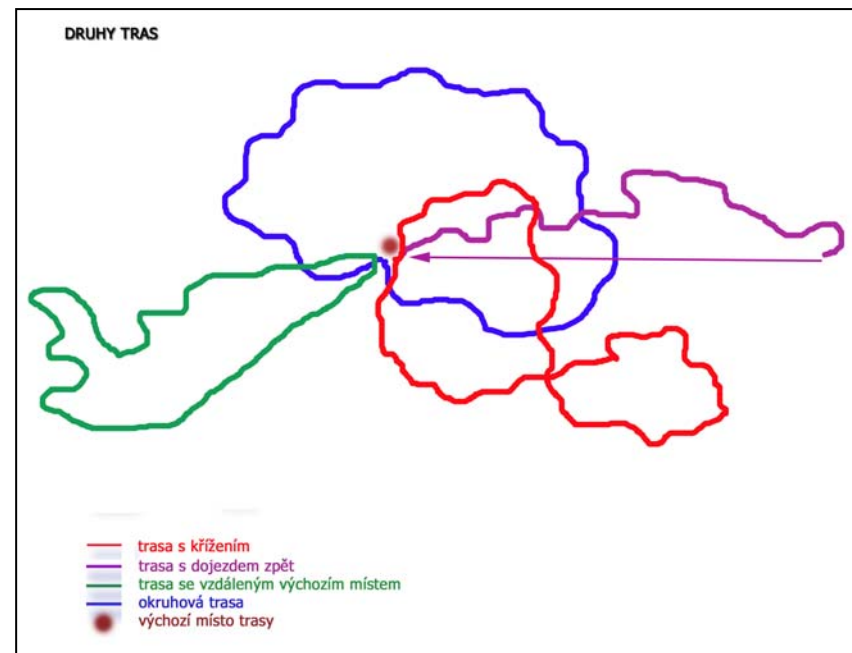 DRUHY TRAS
trasa s křížením
trasa s dojezdem zpět
trasa se vzdáleným výchozím místem
okruhová trasa
výchozí místo trasy